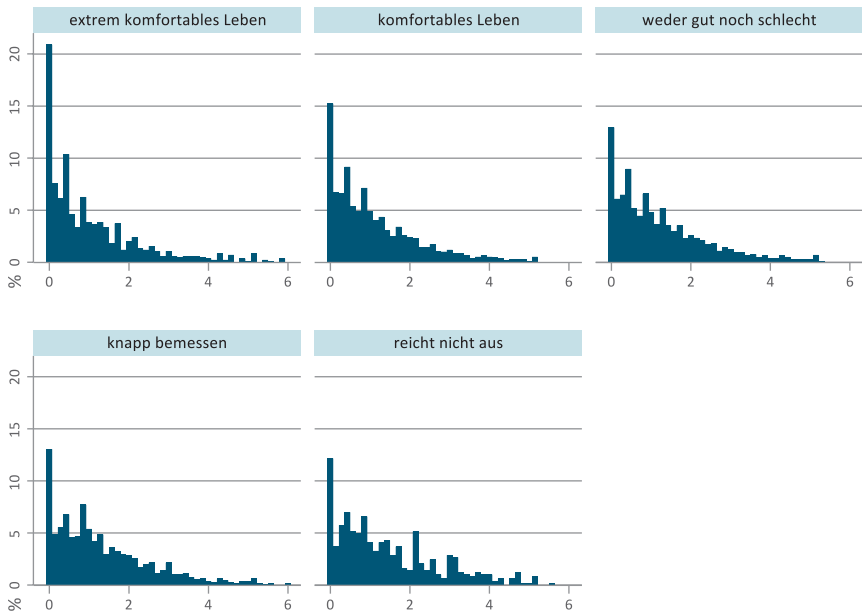 extrem komfortables Leben
komfortables Leben
weder gut noch schlecht
20
15
10
5
0
%
0 2 4 6
0 2 4 6
0 2 4 6
knapp bemessen
reicht nicht aus
20
15
10
5
0
%
0 2 4 6
0 2 4 6